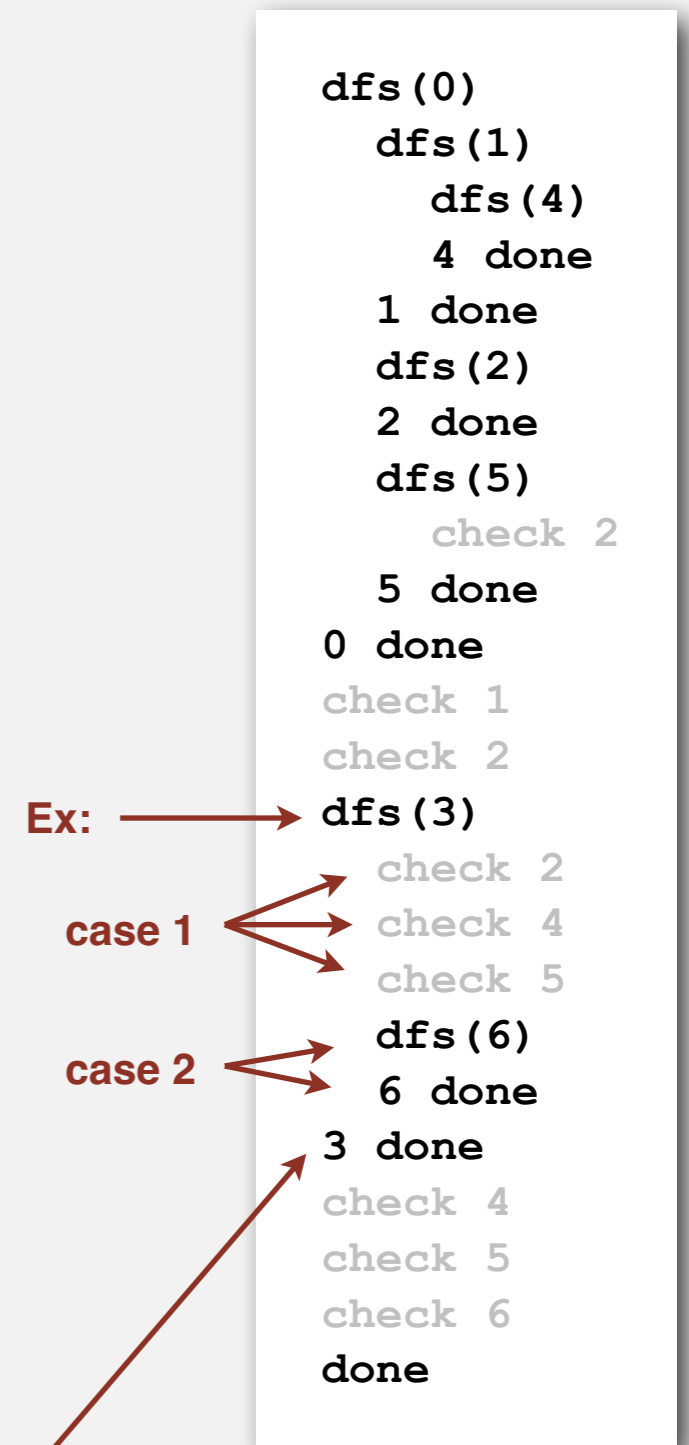 dfs(0)
dfs(1)
dfs(4)
4 done
1 done
dfs(2)
2 done
dfs(5)
check 2
5 done
0 done
check 1
check 2
Ex: dfs(3)
check 2
case 1 check 4
check 5
dfs(6)
case 2 6 done
3 done
check 4
check 5
check 6
done